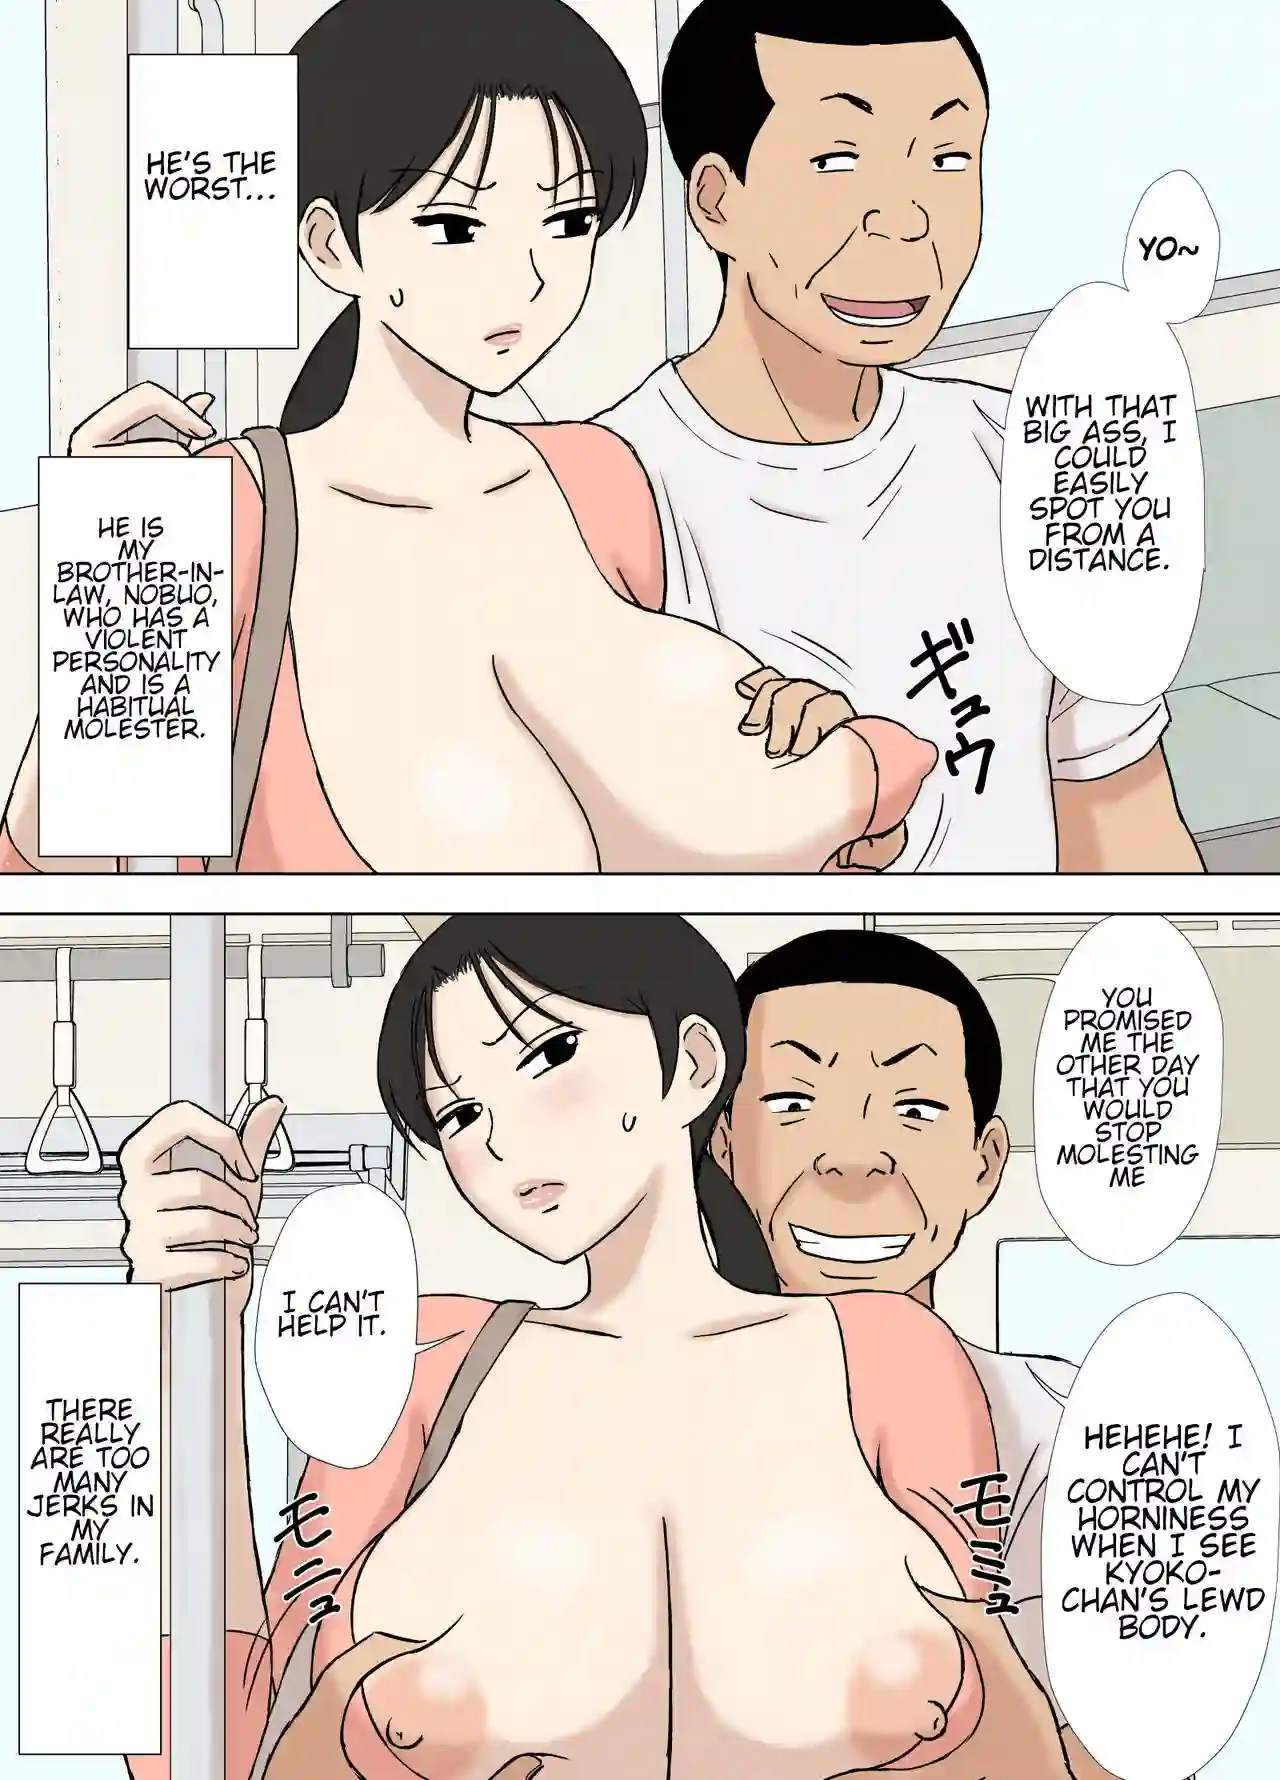 HE'S THE
WORST...
YO~
WITH THAT
BIG ASS, I
COULD
EASILY
SPOT YOU
FROM A
DISTANCE.
HE IS
MY
BROTHER-IN-
LAW, NOBUO,
WHO HAS A
VIOLENT
PERSONALITY
AND IS A
HABITUAL
MOLESTER.
ギュウ
YOU
PROMISED
ME THE
OTHER DAY
THAT YOU
WOULD
STOP
MOLESTING
ME
I CAN'T
HELP IT.
HEHEHE! I
CAN'T
CONTROL MY
HORNINESS
WHEN I SEE
KYOKO-
CHAN'S LEWD
BODY.
THERE
REALLY
ARE TOO
MANY
JERKS IN
MY
FAMILY.
モニュ
モミュ